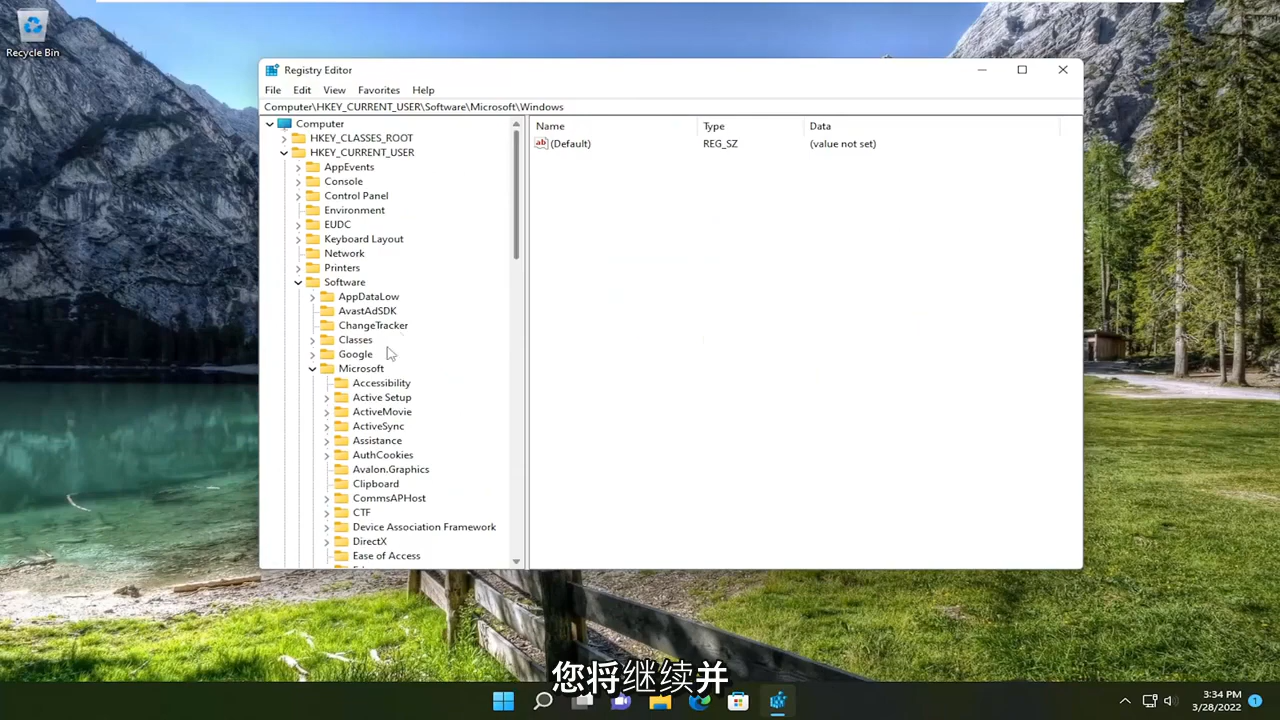 Recycle Bin
Registry Editor
File Edit View Favorites Help
Computer\HKEY_CURRENT_USER\Software\Microsoft\Windows
Computer
HKEY_CLASSES_ROOT
HKEY_CURRENT_USER
AppEvents
Console
Control Panel
Environment
EUDC
Keyboard Layout
Network
Printers
Software
AppDataLow
AvastAdSDK
ChangeTracker
Classes
Google
Microsoft
Accessibility
Active Setup
ActiveMovie
ActiveSync
Assistance
AuthCookies
Avalon.Graphics
Clipboard
CommsAPHost
CTF
Device Association Framework
DirectX
Ease of Access
Name Type Data
ab (Default) REG_SZ (value not set)
您将继续并
3:34 PM
3/28/2022
1